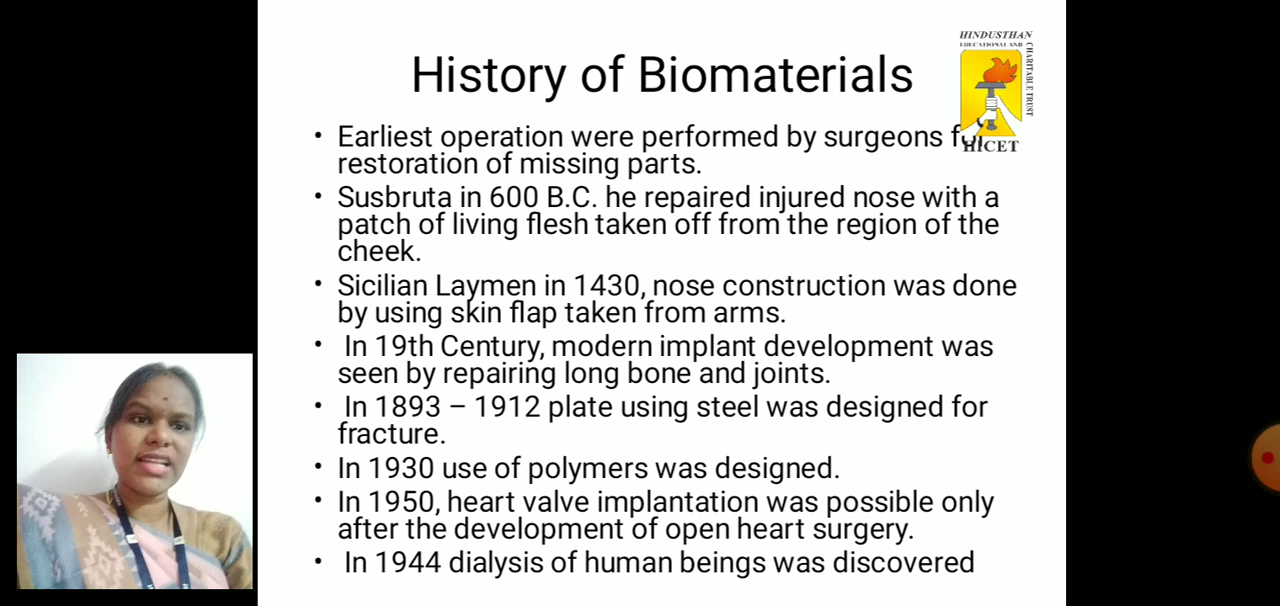 History of Biomaterials
HINDUSTHAN
EDUCATIONAL AND
CHARITABLE TRUST
HICET
• Earliest operation were performed by surgeons for
restoration of missing parts.
• Susbruta in 600 B.C. he repaired injured nose with a
patch of living flesh taken off from the region of the
cheek.
• Sicilian Laymen in 1430, nose construction was done
by using skin flap taken from arms.
• In 19th Century, modern implant development was
seen by repairing long bone and joints.
• In 1893 – 1912 plate using steel was designed for
fracture.
• In 1930 use of polymers was designed.
• In 1950, heart valve implantation was possible only
after the development of open heart surgery.
• In 1944 dialysis of human beings was discovered